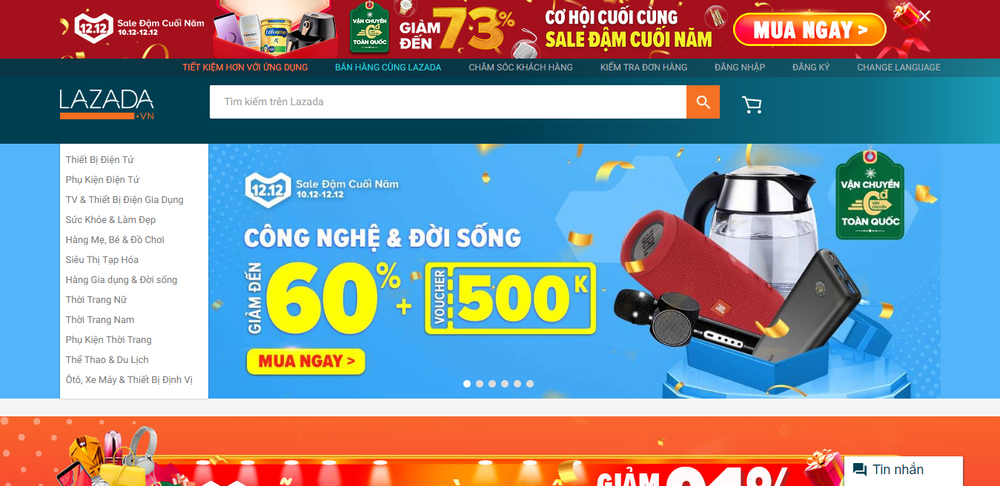 12.12 Sale Đậm Cuối Năm
10.12-12.12
VẬN CHUYỂN
TOÀN QUỐC
GIẢM ĐẾN 73%
CƠ HỘI CUỐI CÙNG
SALE ĐẬM CUỐI NĂM
MUA NGAY >
TIẾT KIỆM HƠN VỚI ỨNG DỤNG
BÁN HÀNG CÙNG LAZADA
CHĂM SÓC KHÁCH HÀNG
KIỂM TRA ĐƠN HÀNG
ĐĂNG NHẬP
ĐĂNG KÝ
CHANGE LANGUAGE
LAZADA
.VN
Tìm kiếm trên Lazada
Thiết Bị Điện Tử
Phụ Kiện Điện Tử
TV & Thiết Bị Điện Gia Dụng
Sức Khỏe & Làm Đẹp
Hàng Mẹ, Bé & Đồ Chơi
Siêu Thị Tạp Hóa
Hàng Gia dụng & Đời sống
Thời Trang Nữ
Thời Trang Nam
Phụ Kiện Thời Trang
Thể Thao & Du Lịch
Ôtô, Xe Máy & Thiết Bị Định Vị
12.12 Sale Đậm Cuối Năm
10.12-12.12
CÔNG NGHỆ & ĐỜI SỐNG
GIẢM ĐẾN 60% + VOUCHER 500K
MUA NGAY >
JBL
JBL
VẬN CHUYỂN
đ
VẬN CHUYỂN
TOÀN QUỐC
GIẢM 91%
Tin nhắn